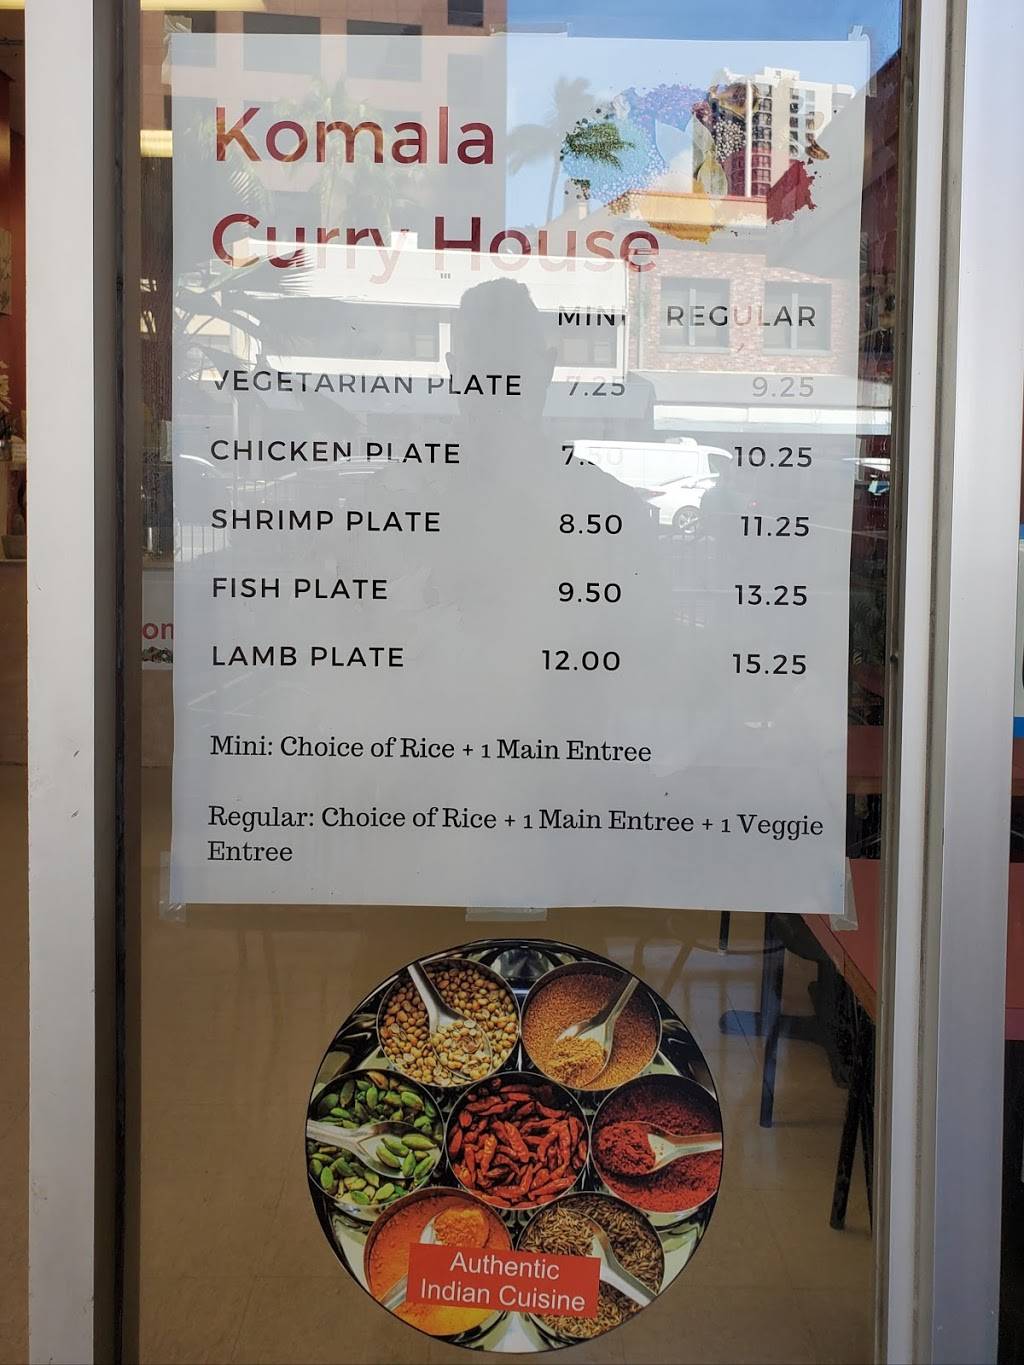 Komala
Curry House
MINI REGULAR
VEGETARIAN PLATE 7.25 9.25
CHICKEN PLATE 7.50 10.25
SHRIMP PLATE 8.50 11.25
FISH PLATE 9.50 13.25
LAMB PLATE 12.00 15.25
Mini: Choice of Rice + 1 Main Entree
Regular: Choice of Rice + 1 Main Entree + 1 Veggie
Entree
Authentic
Indian Cuisine